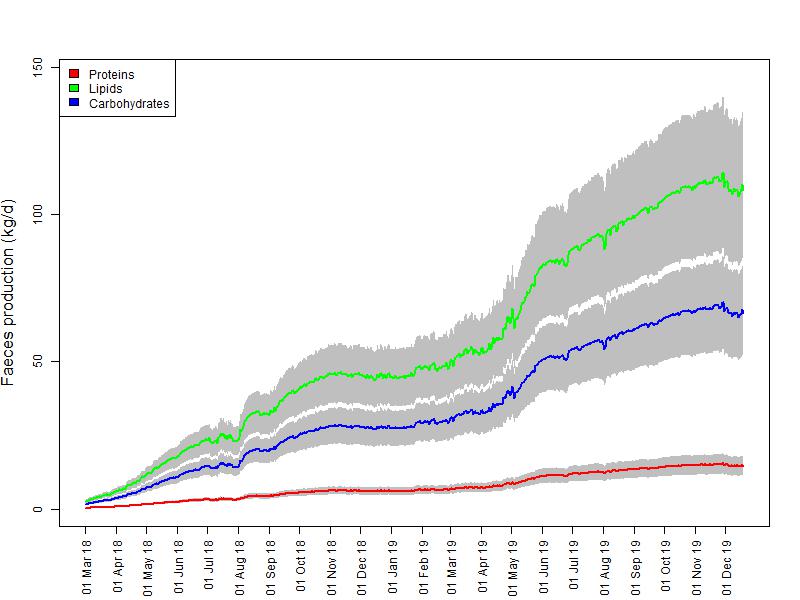 Proteins
Lipids
Carbohydrates
Faeces production (kg/d)
150
100
50
0
01 Mar 18
01 Apr 18
01 May 18
01 Jun 18
01 Jul 18
01 Aug 18
01 Sep 18
01 Oct 18
01 Nov 18
01 Dec 18
01 Jan 19
01 Feb 19
01 Mar 19
01 Apr 19
01 May 19
01 Jun 19
01 Jul 19
01 Aug 19
01 Sep 19
01 Oct 19
01 Nov 19
01 Dec 19